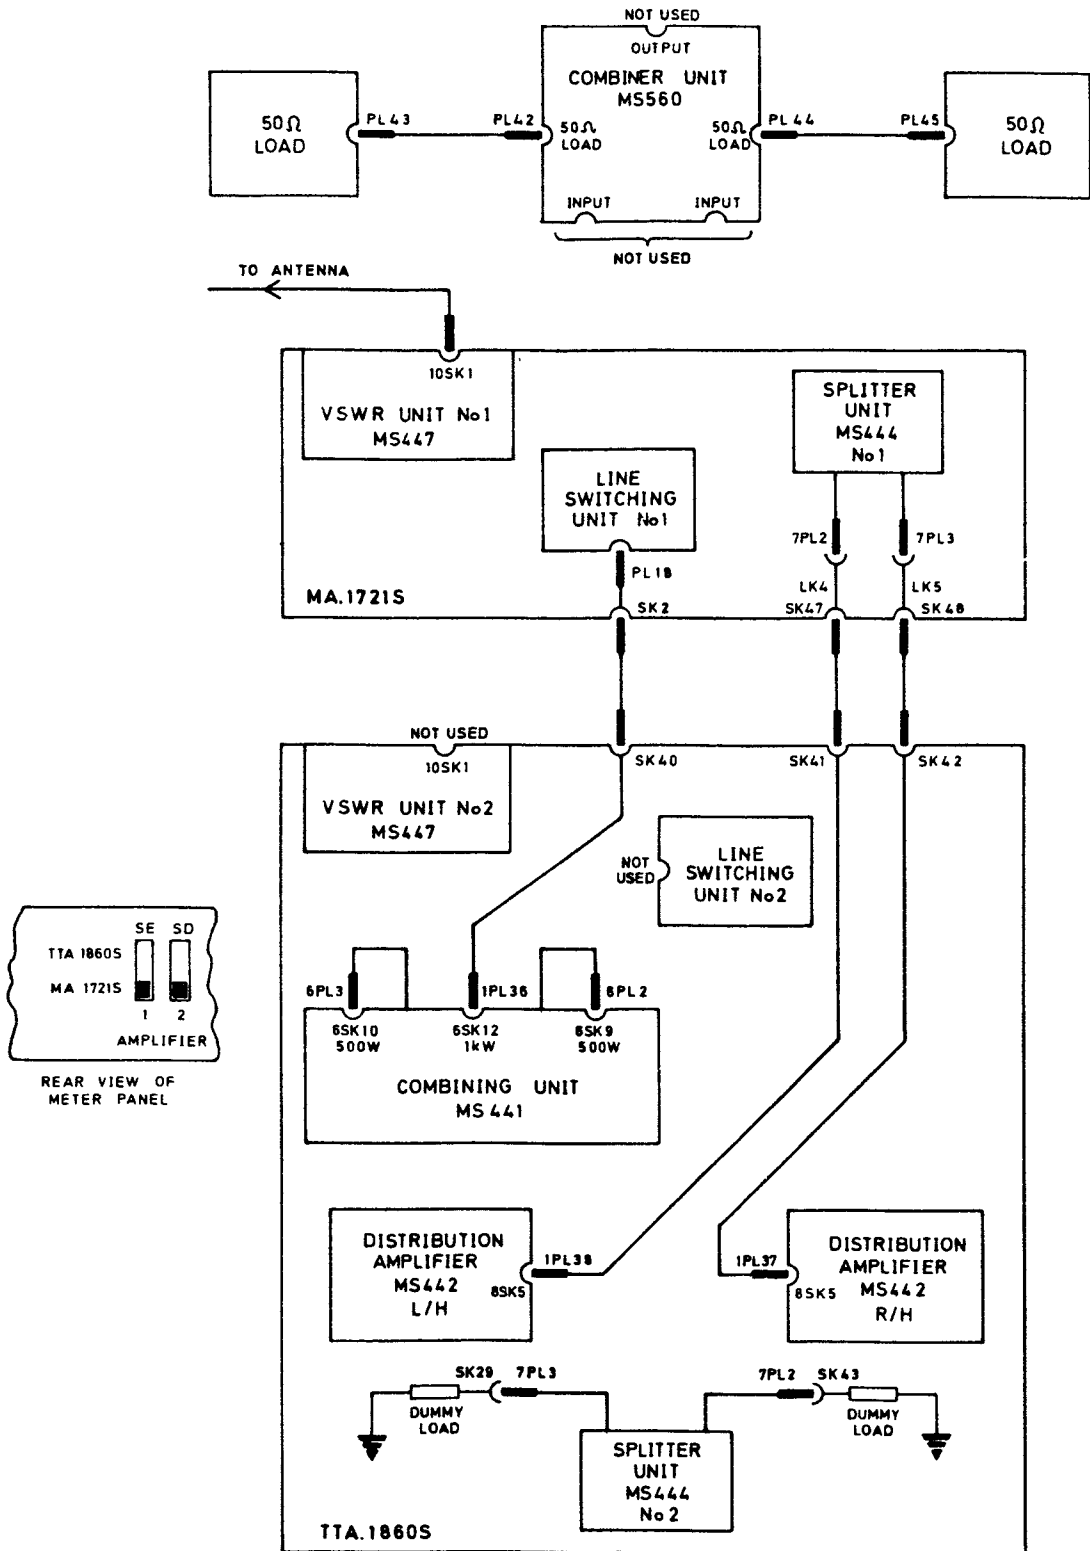 NOT USED
OUTPUT
COMBINER UNIT
MS560
50Ω
LOAD
PL43
PL42
50Ω
LOAD
50Ω
LOAD
PL44
PL45
50Ω
LOAD
INPUT
INPUT
NOT USED
TO ANTENNA
10SK1
VSWR UNIT No1
MS447
SPLITTER
UNIT
MS444
No1
LINE
SWITCHING
UNIT No1
7PL2
7PL3
PL18
LK4
LK5
MA.1721S
SK2
SK47
SK48
NOT USED
10SK1
SK40
SK41
SK42
VSWR UNIT No2
MS447
NOT
USED
LINE
SWITCHING
UNIT No2
SE SD
TTA 1860S
MA 1721S
1 2
AMPLIFIER
REAR VIEW OF
METER PANEL
6PL3
1PL36
6PL2
6SK10
500W
6SK12
1kW
6SK9
500W
COMBINING UNIT
MS441
DISTRIBUTION
AMPLIFIER
MS442
L/H
1PL38
8SK5
1PL37
8SK5
DISTRIBUTION
AMPLIFIER
MS442
R/H
SK29
7PL3
7PL2
SK43
DUMMY
LOAD
DUMMY
LOAD
SPLITTER
UNIT
MS444
No2
TTA.1860S